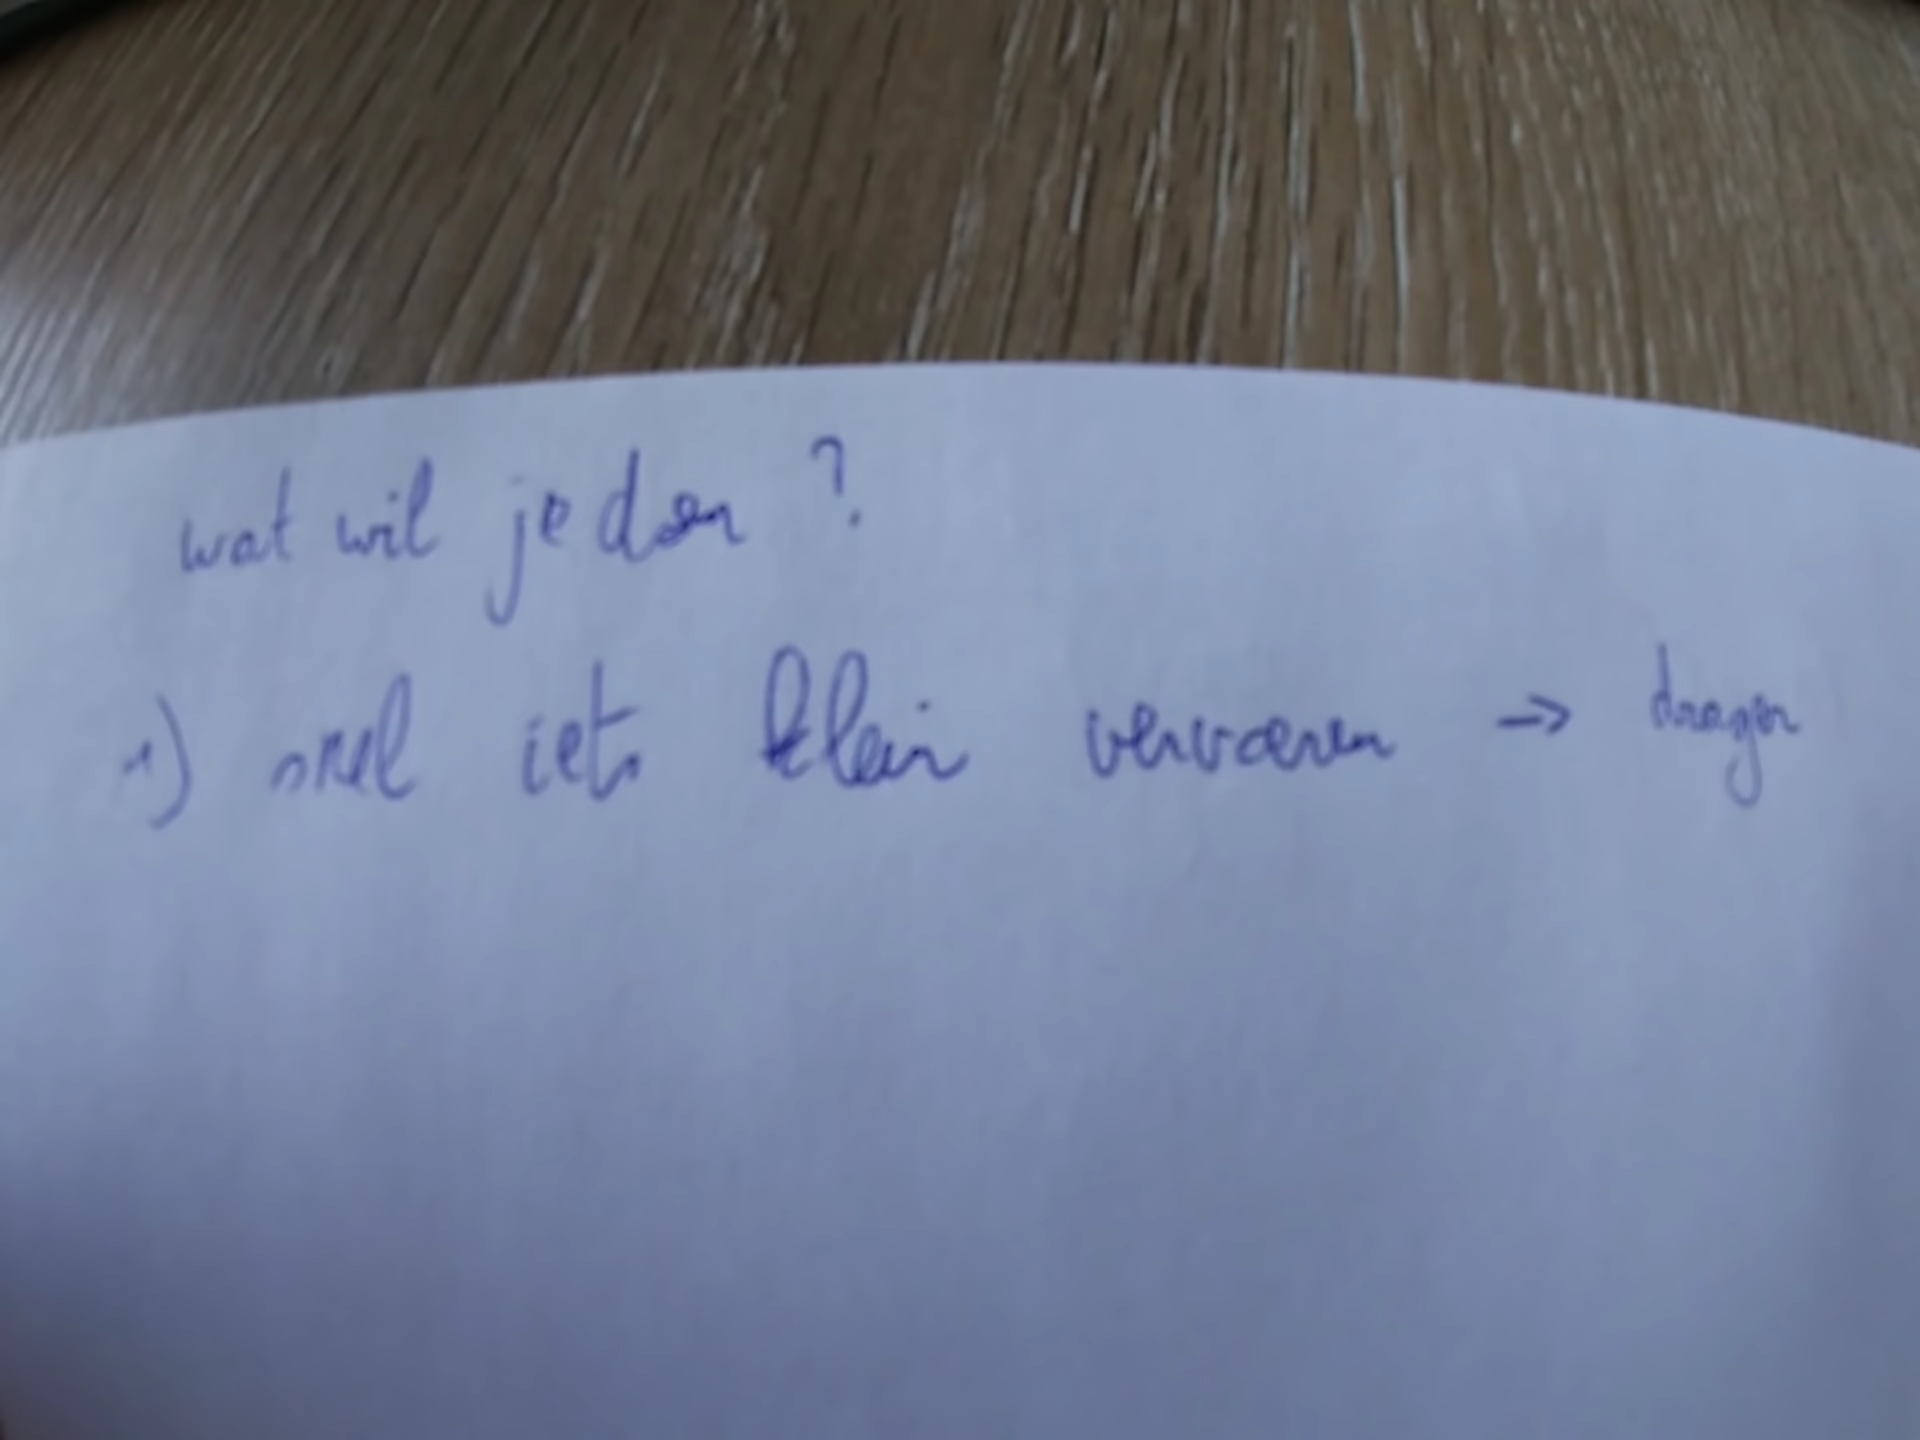 wat wil je doen ?
1) snel iets klein vervoeren → dragen